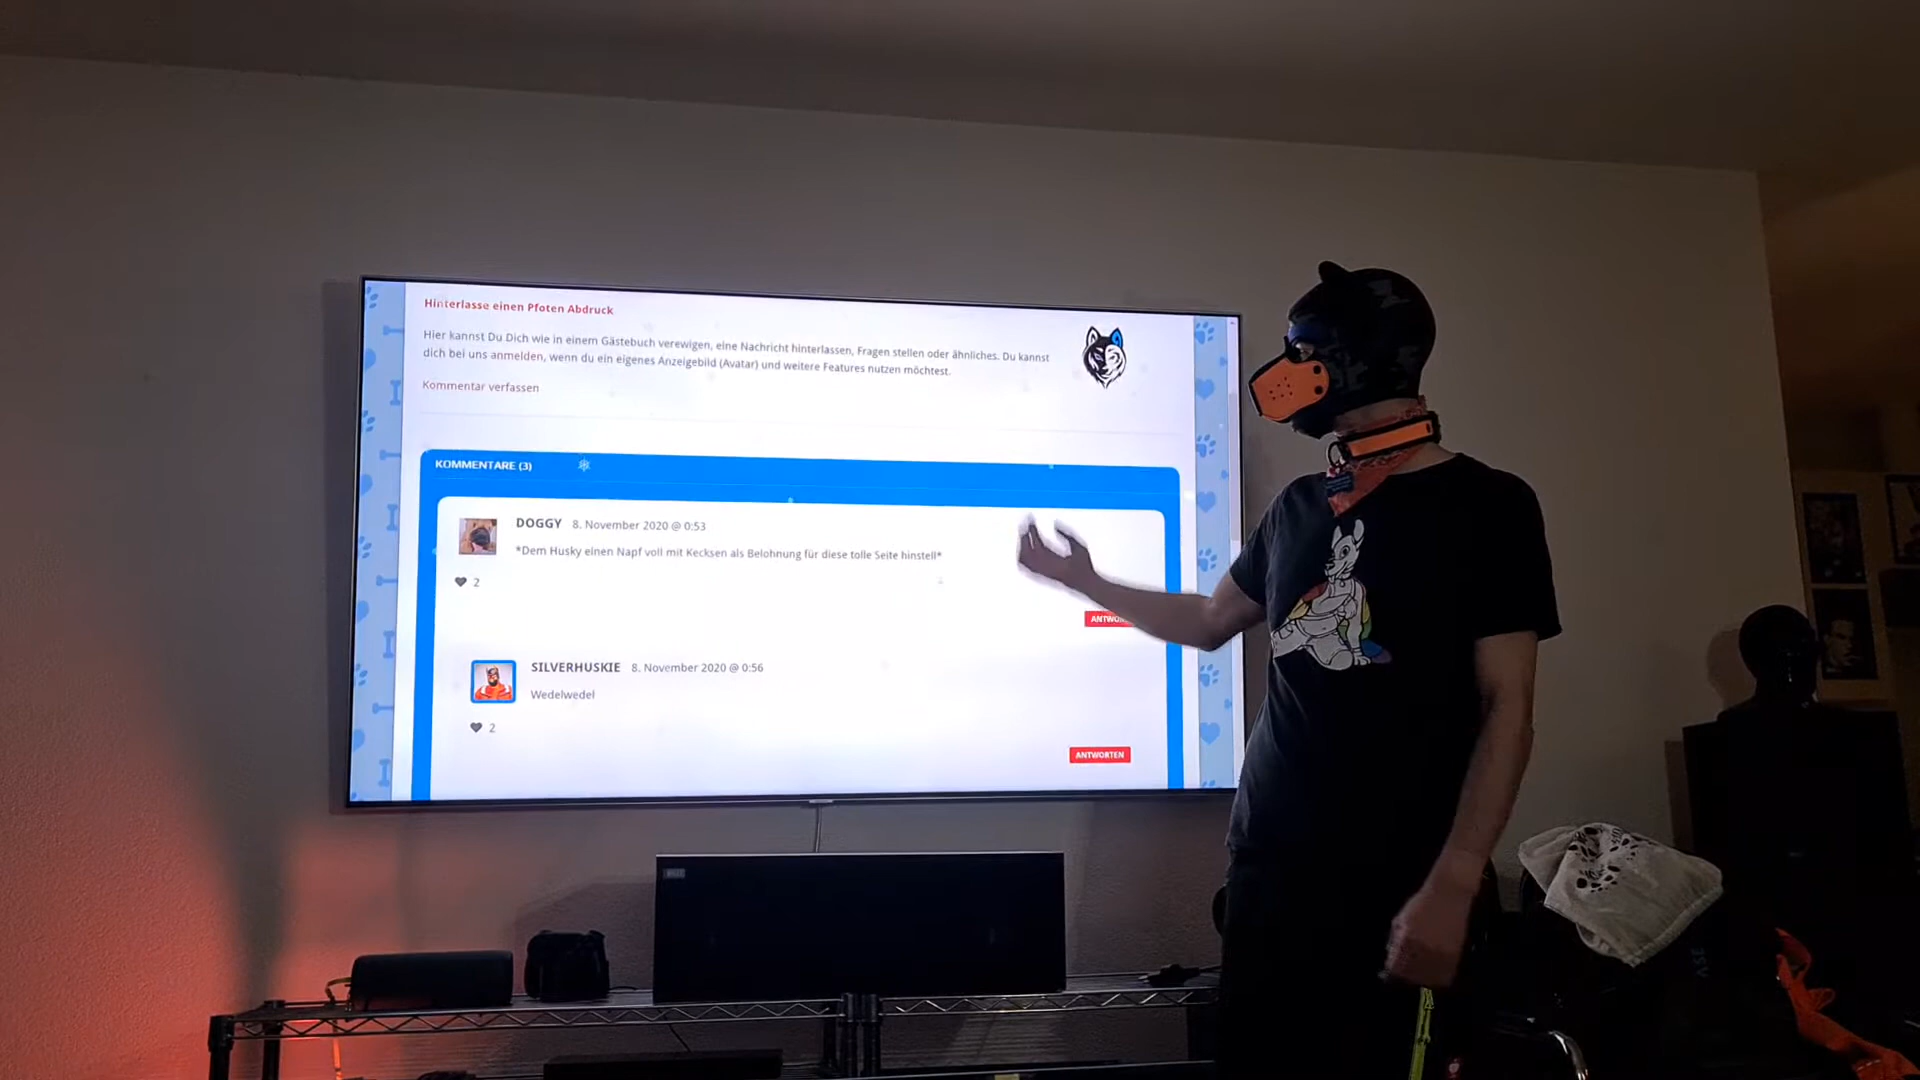 Hinterlasse einen Pfoten Abdruck
Hier kannst Du Dich wie in einem Gästebuch verewigen, eine Nachricht hinterlassen, Fragen stellen oder ähnliches. Du kannst
dich bei uns anmelden, wenn du ein eigenes Anzeigebild (Avatar) und weitere Features nutzen möchtest.
Kommentar verfassen
KOMMENTARE (3)
DOGGY 8. November 2020 @ 0:53
*Dem Husky einen Napf voll mit Kecksen als Belohnung für diese tolle Seite hinstell*
2
SILVERHUSKIE 8. November 2020 @ 0:56
Wedelwedel
2
ANTWORTEN